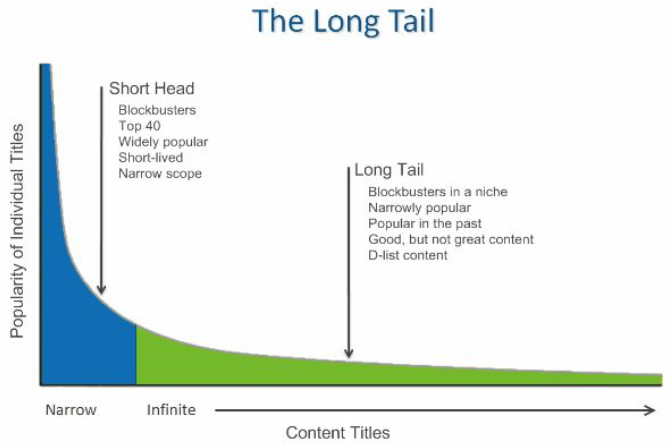 The Long Tail
Short Head
Blockbusters
Top 40
Widely popular
Short-lived
Narrow scope
Long Tail
Blockbusters in a niche
Narrowly popular
Popular in the past
Good, but not great content
D-list content
Popularity of Individual Titles
Narrow
Infinite
Content Titles